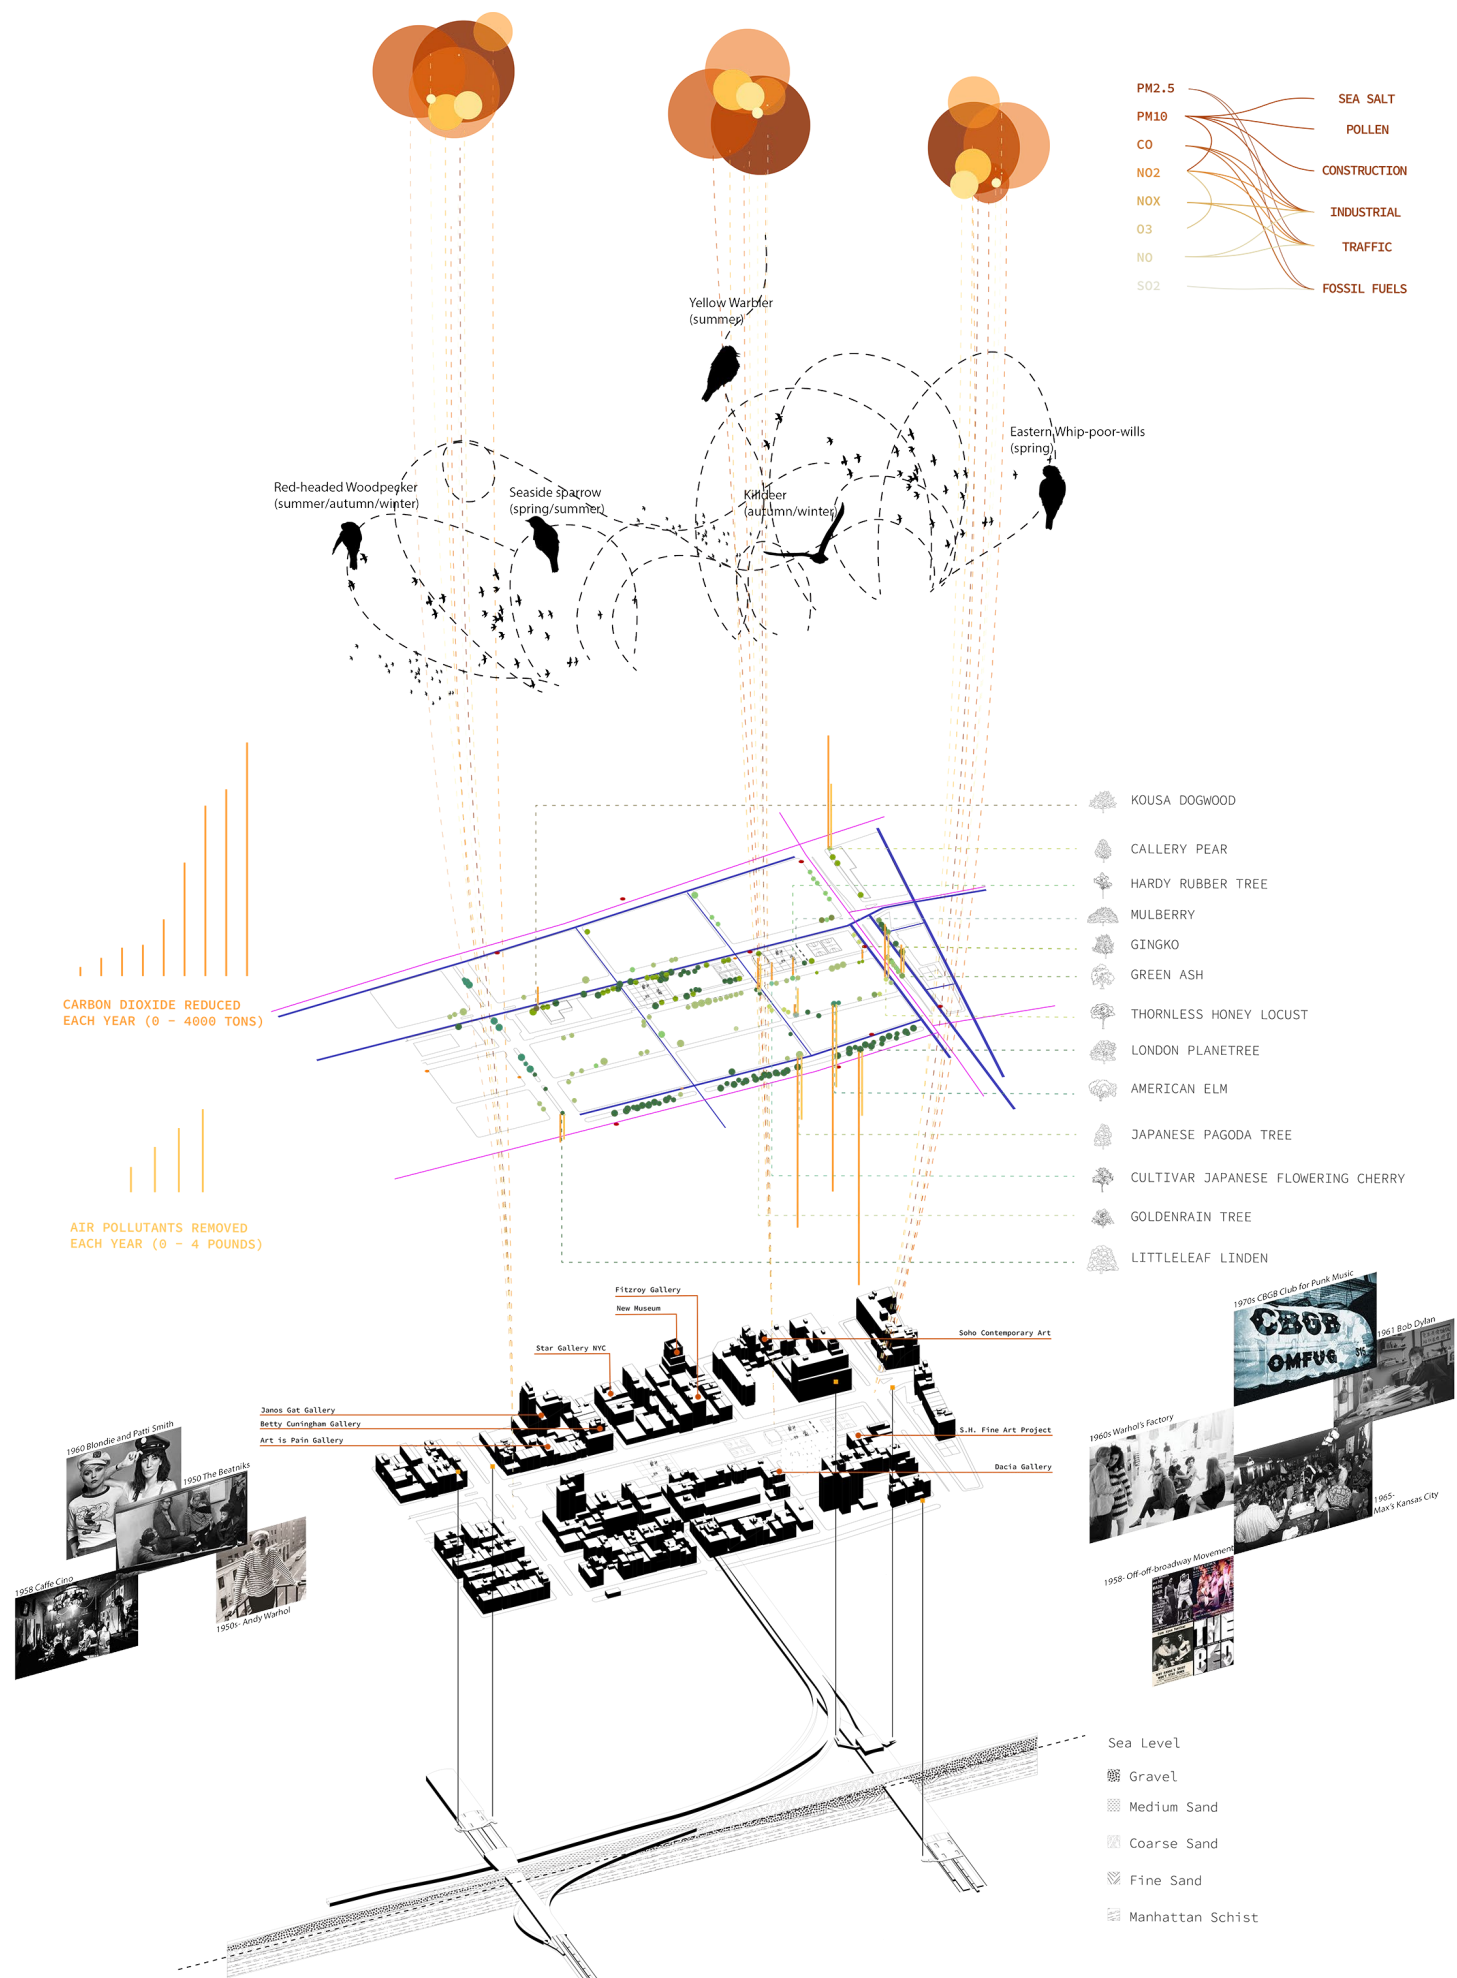 PM2.5
PM10
CO
NO2
NOX
O3
NO
SO2
SEA SALT
POLLEN
CONSTRUCTION
INDUSTRIAL
TRAFFIC
FOSSIL FUELS
Yellow Warbler
(summer)
Eastern Whip-poor-wills
(spring)
Red-headed Woodpecker
(summer/autumn/winter)
Seaside sparrow
(spring/summer)
Killdeer
(autumn/winter)
CARBON DIOXIDE REDUCED
EACH YEAR (0 - 4000 TONS)
AIR POLLUTANTS REMOVED
EACH YEAR (0 - 4 POUNDS)
KOUSA DOGWOOD
CALLERY PEAR
HARDY RUBBER TREE
MULBERRY
GINGKO
GREEN ASH
THORNLESS HONEY LOCUST
LONDON PLANETREE
AMERICAN ELM
JAPANESE PAGODA TREE
CULTIVAR JAPANESE FLOWERING CHERRY
GOLDENRAIN TREE
LITTLELEAF LINDEN
Fitzroy Gallery
New Museum
Star Gallery NYC
Janos Gat Gallery
Betty Cuningham Gallery
Art is Pain Gallery
Soho Contemporary Art
S.H. Fine Art Project
Dacia Gallery
1960 Blondie and Patti Smith
1950 The Beatniks
1958 Caffe Cino
1950s- Andy Warhol
1970s CBGB Club for Punk Music
CBGB
OMFUG
1961 Bob Dylan
1960s Warhol's Factory
1965-
Max's Kansas City
1958- Off-off-broadway Movement
THE
BED
Sea Level
Gravel
Medium Sand
Coarse Sand
Fine Sand
Manhattan Schist